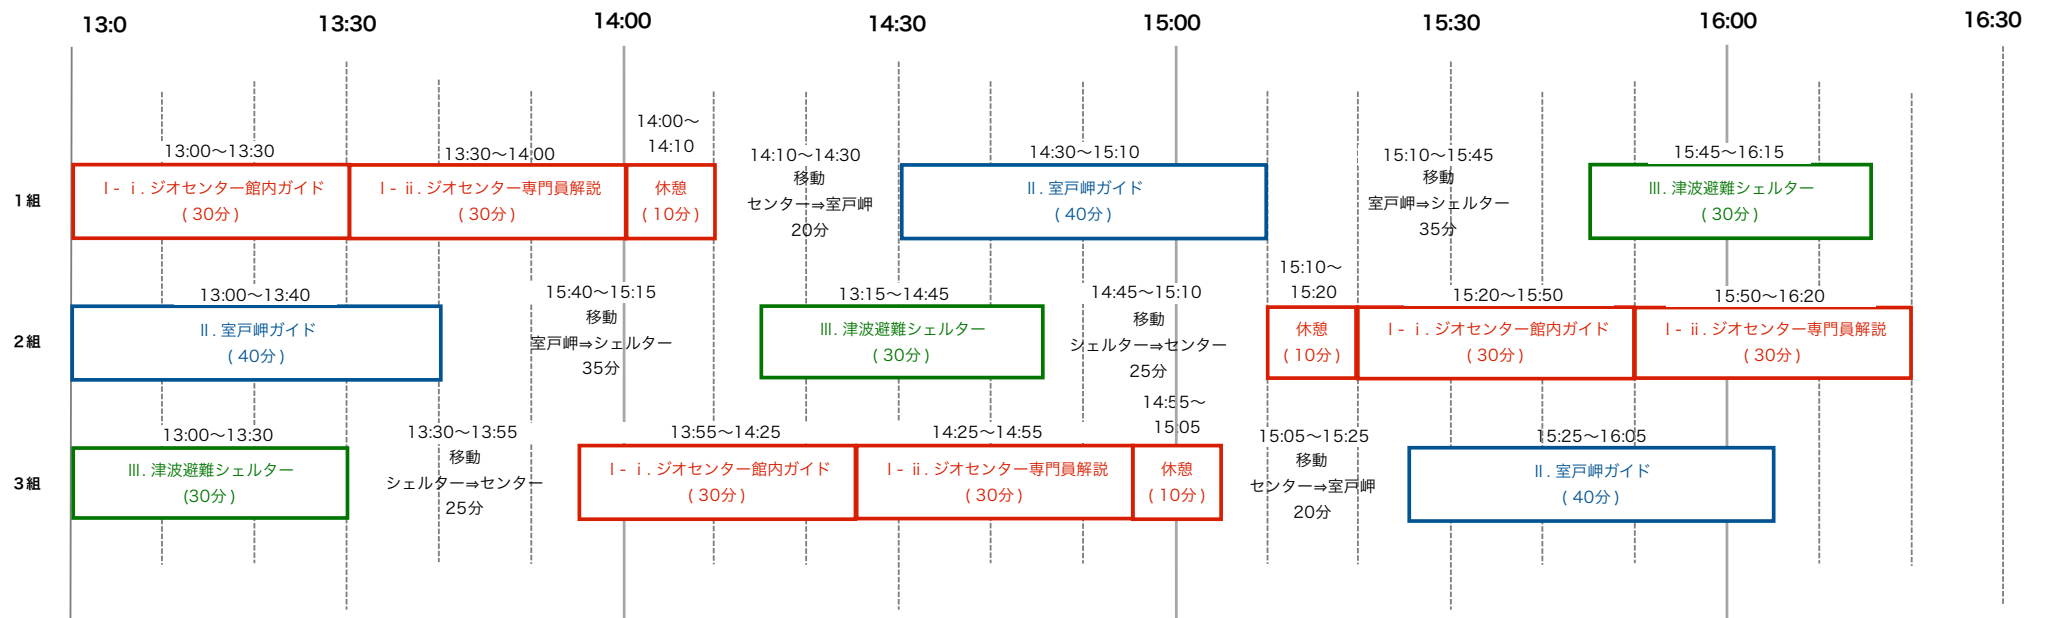 13:0 13:30 14:00 14:30 15:00 15:30 16:00 16:30
1組
13:00〜13:30
Ⅰ- ⅰ. ジオセンター館内ガイド
( 30分 )
13:30〜14:00
Ⅰ- ⅱ. ジオセンター専門員解説
( 30分 )
14:00〜
14:10
休憩
( 10分 )
14:10〜14:30
移動
センター⇒室戸岬
20分
14:30〜15:10
Ⅱ. 室戸岬ガイド
( 40分 )
15:10〜15:45
移動
室戸岬⇒シェルター
35分
15:45〜16:15
Ⅲ. 津波避難シェルター
( 30分 )
2組
13:00〜13:40
Ⅱ. 室戸岬ガイド
( 40分 )
15:40〜15:15
移動
室戸岬⇒シェルター
35分
13:15〜14:45
Ⅲ. 津波避難シェルター
( 30分 )
14:45〜15:10
移動
シェルター⇒センター
25分
15:10〜
15:20
休憩
( 10分 )
15:20〜15:50
Ⅰ- ⅰ. ジオセンター館内ガイド
( 30分 )
15:50〜16:20
Ⅰ- ⅱ. ジオセンター専門員解説
( 30分 )
3組
13:00〜13:30
Ⅲ. 津波避難シェルター
(30分 )
13:30〜13:55
移動
シェルター⇒センター
25分
13:55〜14:25
Ⅰ- ⅰ. ジオセンター館内ガイド
( 30分 )
14:25〜14:55
Ⅰ- ⅱ. ジオセンター専門員解説
( 30分 )
14:55〜
15:05
休憩
( 10分 )
15:05〜15:25
移動
センター⇒室戸岬
20分
15:25〜16:05
Ⅱ. 室戸岬ガイド
( 40分 )